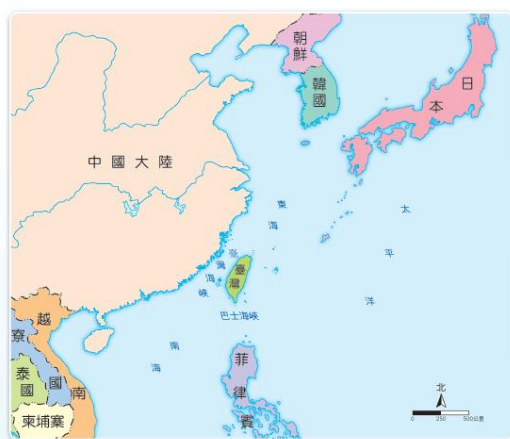 朝鮮
韓國
日本
中國大陸
東海
太平洋
臺灣海峽
臺灣
巴士海峽
越南
寮國
南海
菲律賓
泰國
柬埔寨
北
0 250 500公里